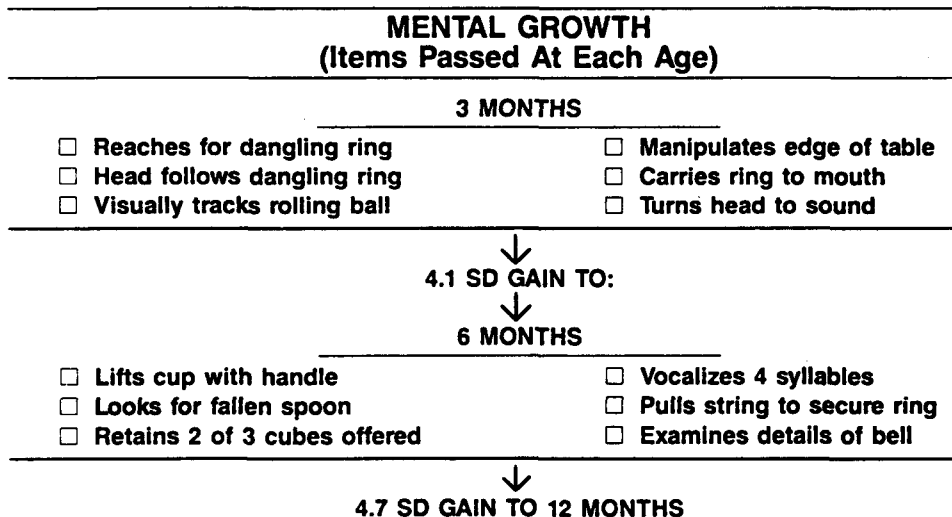 MENTAL GROWTH
(Items Passed At Each Age)
3 MONTHS
☐ Reaches for dangling ring
☐ Head follows dangling ring
☐ Visually tracks rolling ball
☐ Manipulates edge of table
☐ Carries ring to mouth
☐ Turns head to sound
4.1 SD GAIN TO:
6 MONTHS
☐ Lifts cup with handle
☐ Looks for fallen spoon
☐ Retains 2 of 3 cubes offered
☐ Vocalizes 4 syllables
☐ Pulls string to secure ring
☐ Examines details of bell
4.7 SD GAIN TO 12 MONTHS